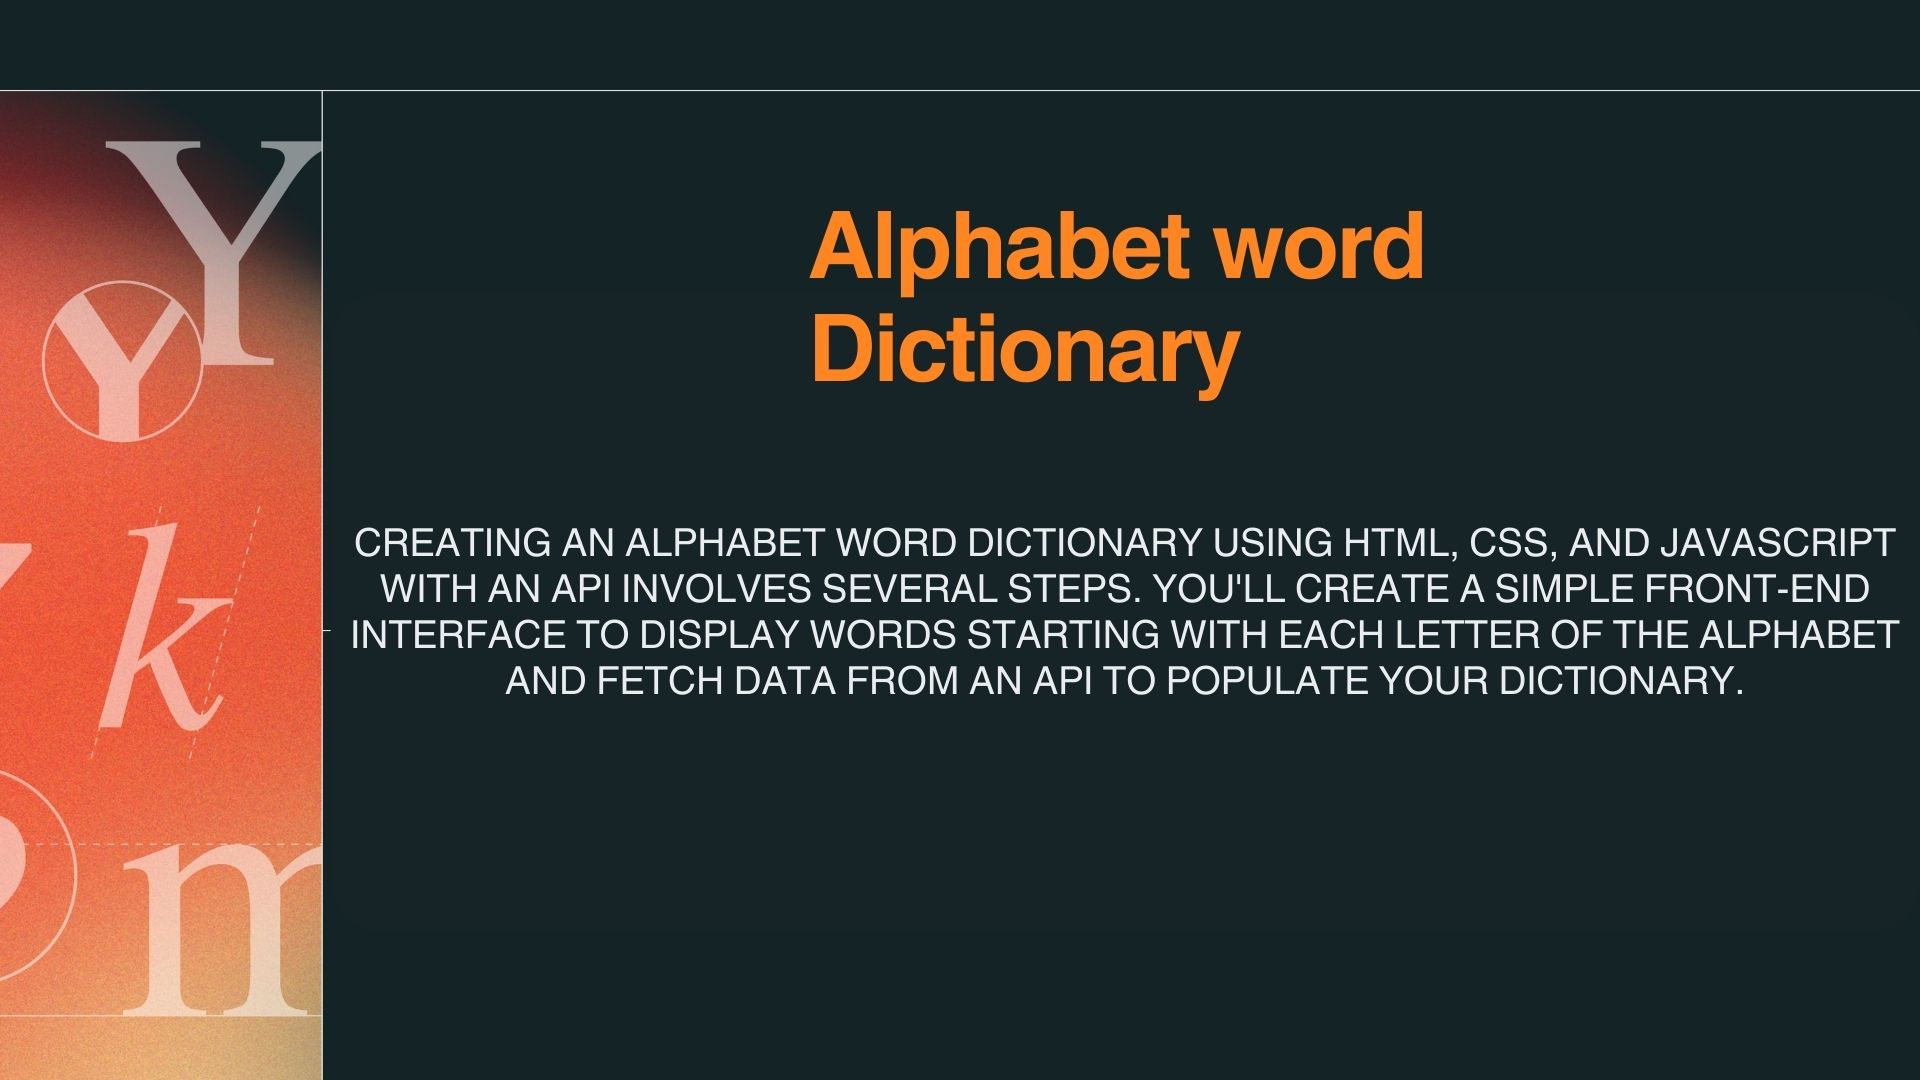 Y
Y
k
m
Alphabet word
Dictionary
CREATING AN ALPHABET WORD DICTIONARY USING HTML, CSS, AND JAVASCRIPT
WITH AN API INVOLVES SEVERAL STEPS. YOU'LL CREATE A SIMPLE FRONT-END
INTERFACE TO DISPLAY WORDS STARTING WITH EACH LETTER OF THE ALPHABET
AND FETCH DATA FROM AN API TO POPULATE YOUR DICTIONARY.